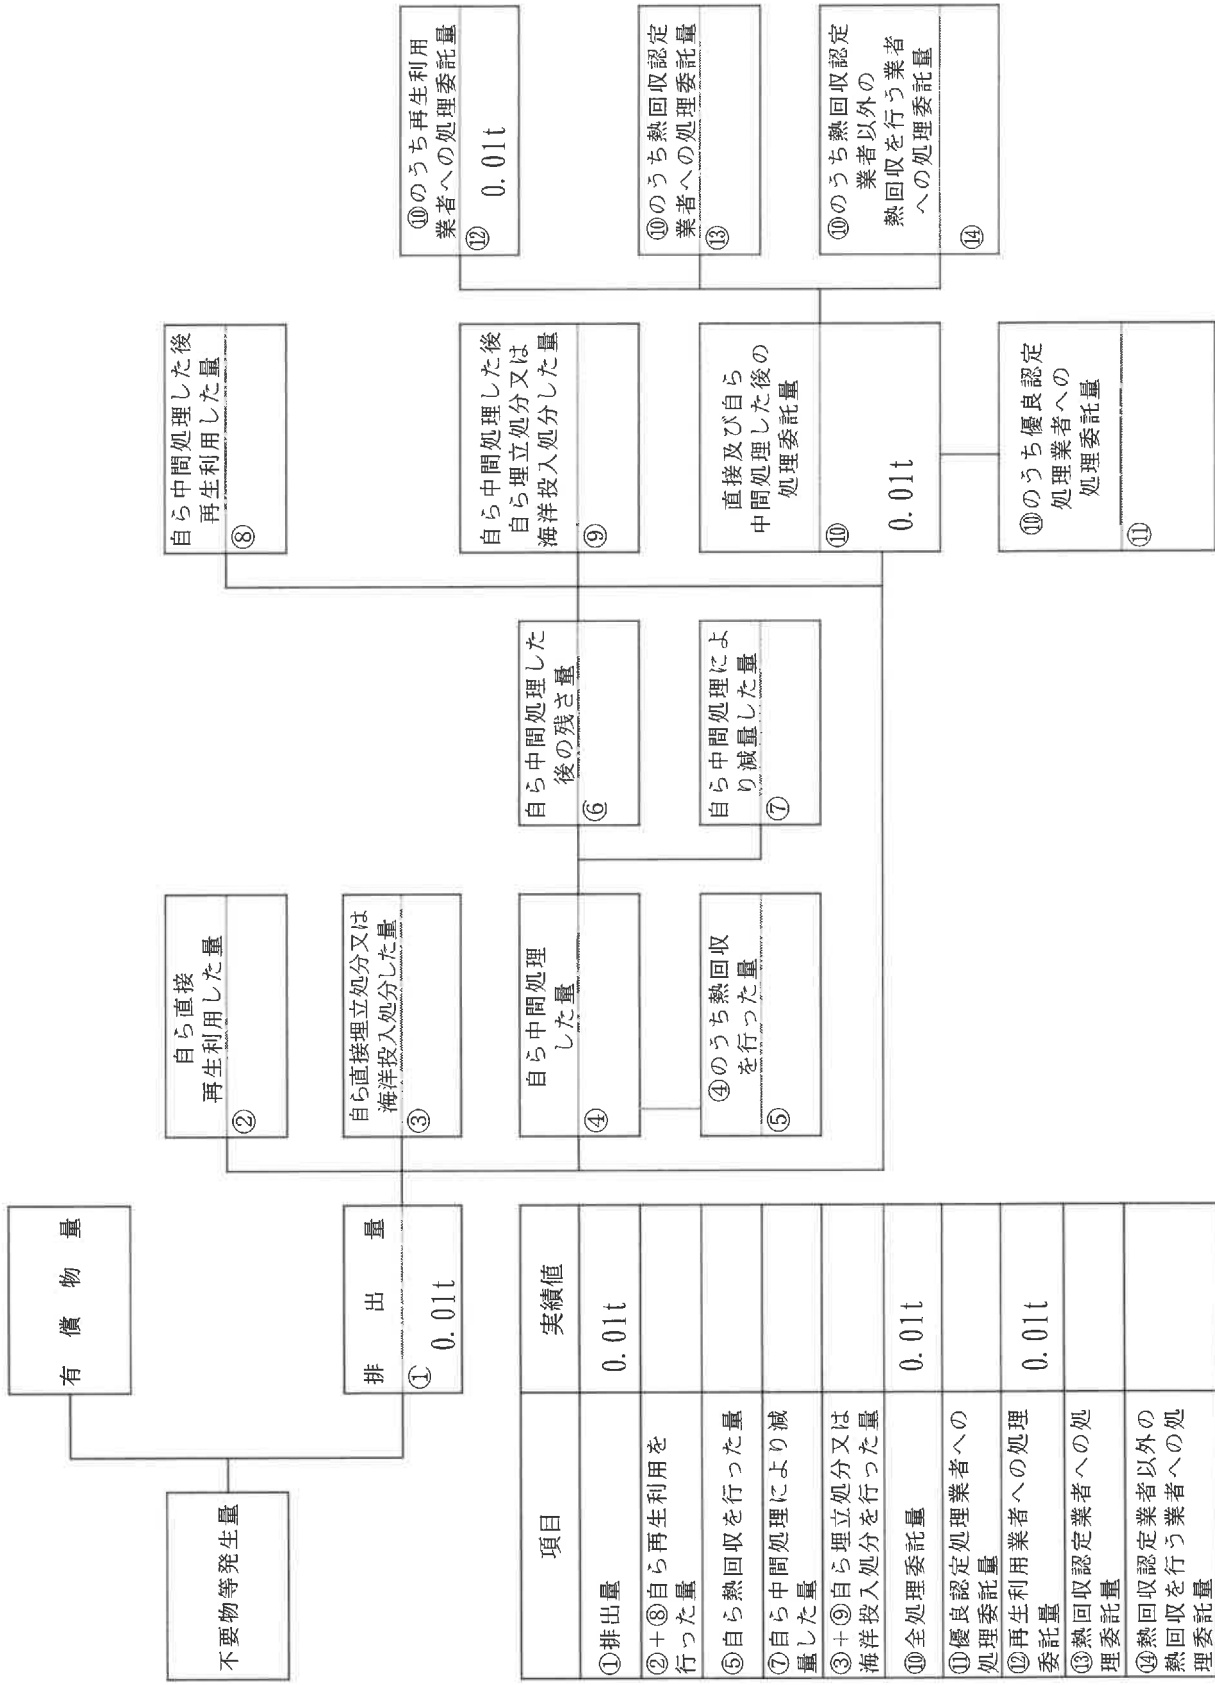 不要物等発生量
有償物量
排出量
① 0.01t
自ら直接
再生利用した量
②
自ら直接埋立処分又は
海洋投入処分した量
③
自ら中間処理
した量
④
④のうち熱回収
を行った量
⑤
自ら中間処理した
後の残さ量
⑥
自ら中間処理によ
り減量した量
⑦
自ら中間処理した後
再生利用した量
⑧
自ら中間処理した後
自ら埋立処分又は
海洋投入処分した量
⑨
直接及び自ら
中間処理した後の
処理委託量
⑩
0.01t
⑩のうち優良認定
処理業者への
処理委託量
⑪
⑩のうち再生利用
業者への処理委託量
⑫ 0.01t
⑩のうち熱回収認定
業者への処理委託量
⑬
⑩のうち熱回収認定
業者以外の
熱回収を行う業者
への処理委託量
⑭
項目 実績値
①排出量 0.01t
②+⑧自ら再生利用を
行った量
⑤自ら熱回収を行った量
⑦自ら中間処理により減
量した量
③+⑨自ら埋立処分又は
海洋投入処分を行った量
⑩全処理委託量 0.01t
⑪優良認定処理業者への
処理委託量
⑫再生利用業者への処理
委託量 0.01t
⑬熱回収認定業者への処
理委託量
⑭熱回収認定業者以外の
熱回収を行う業者への処
理委託量